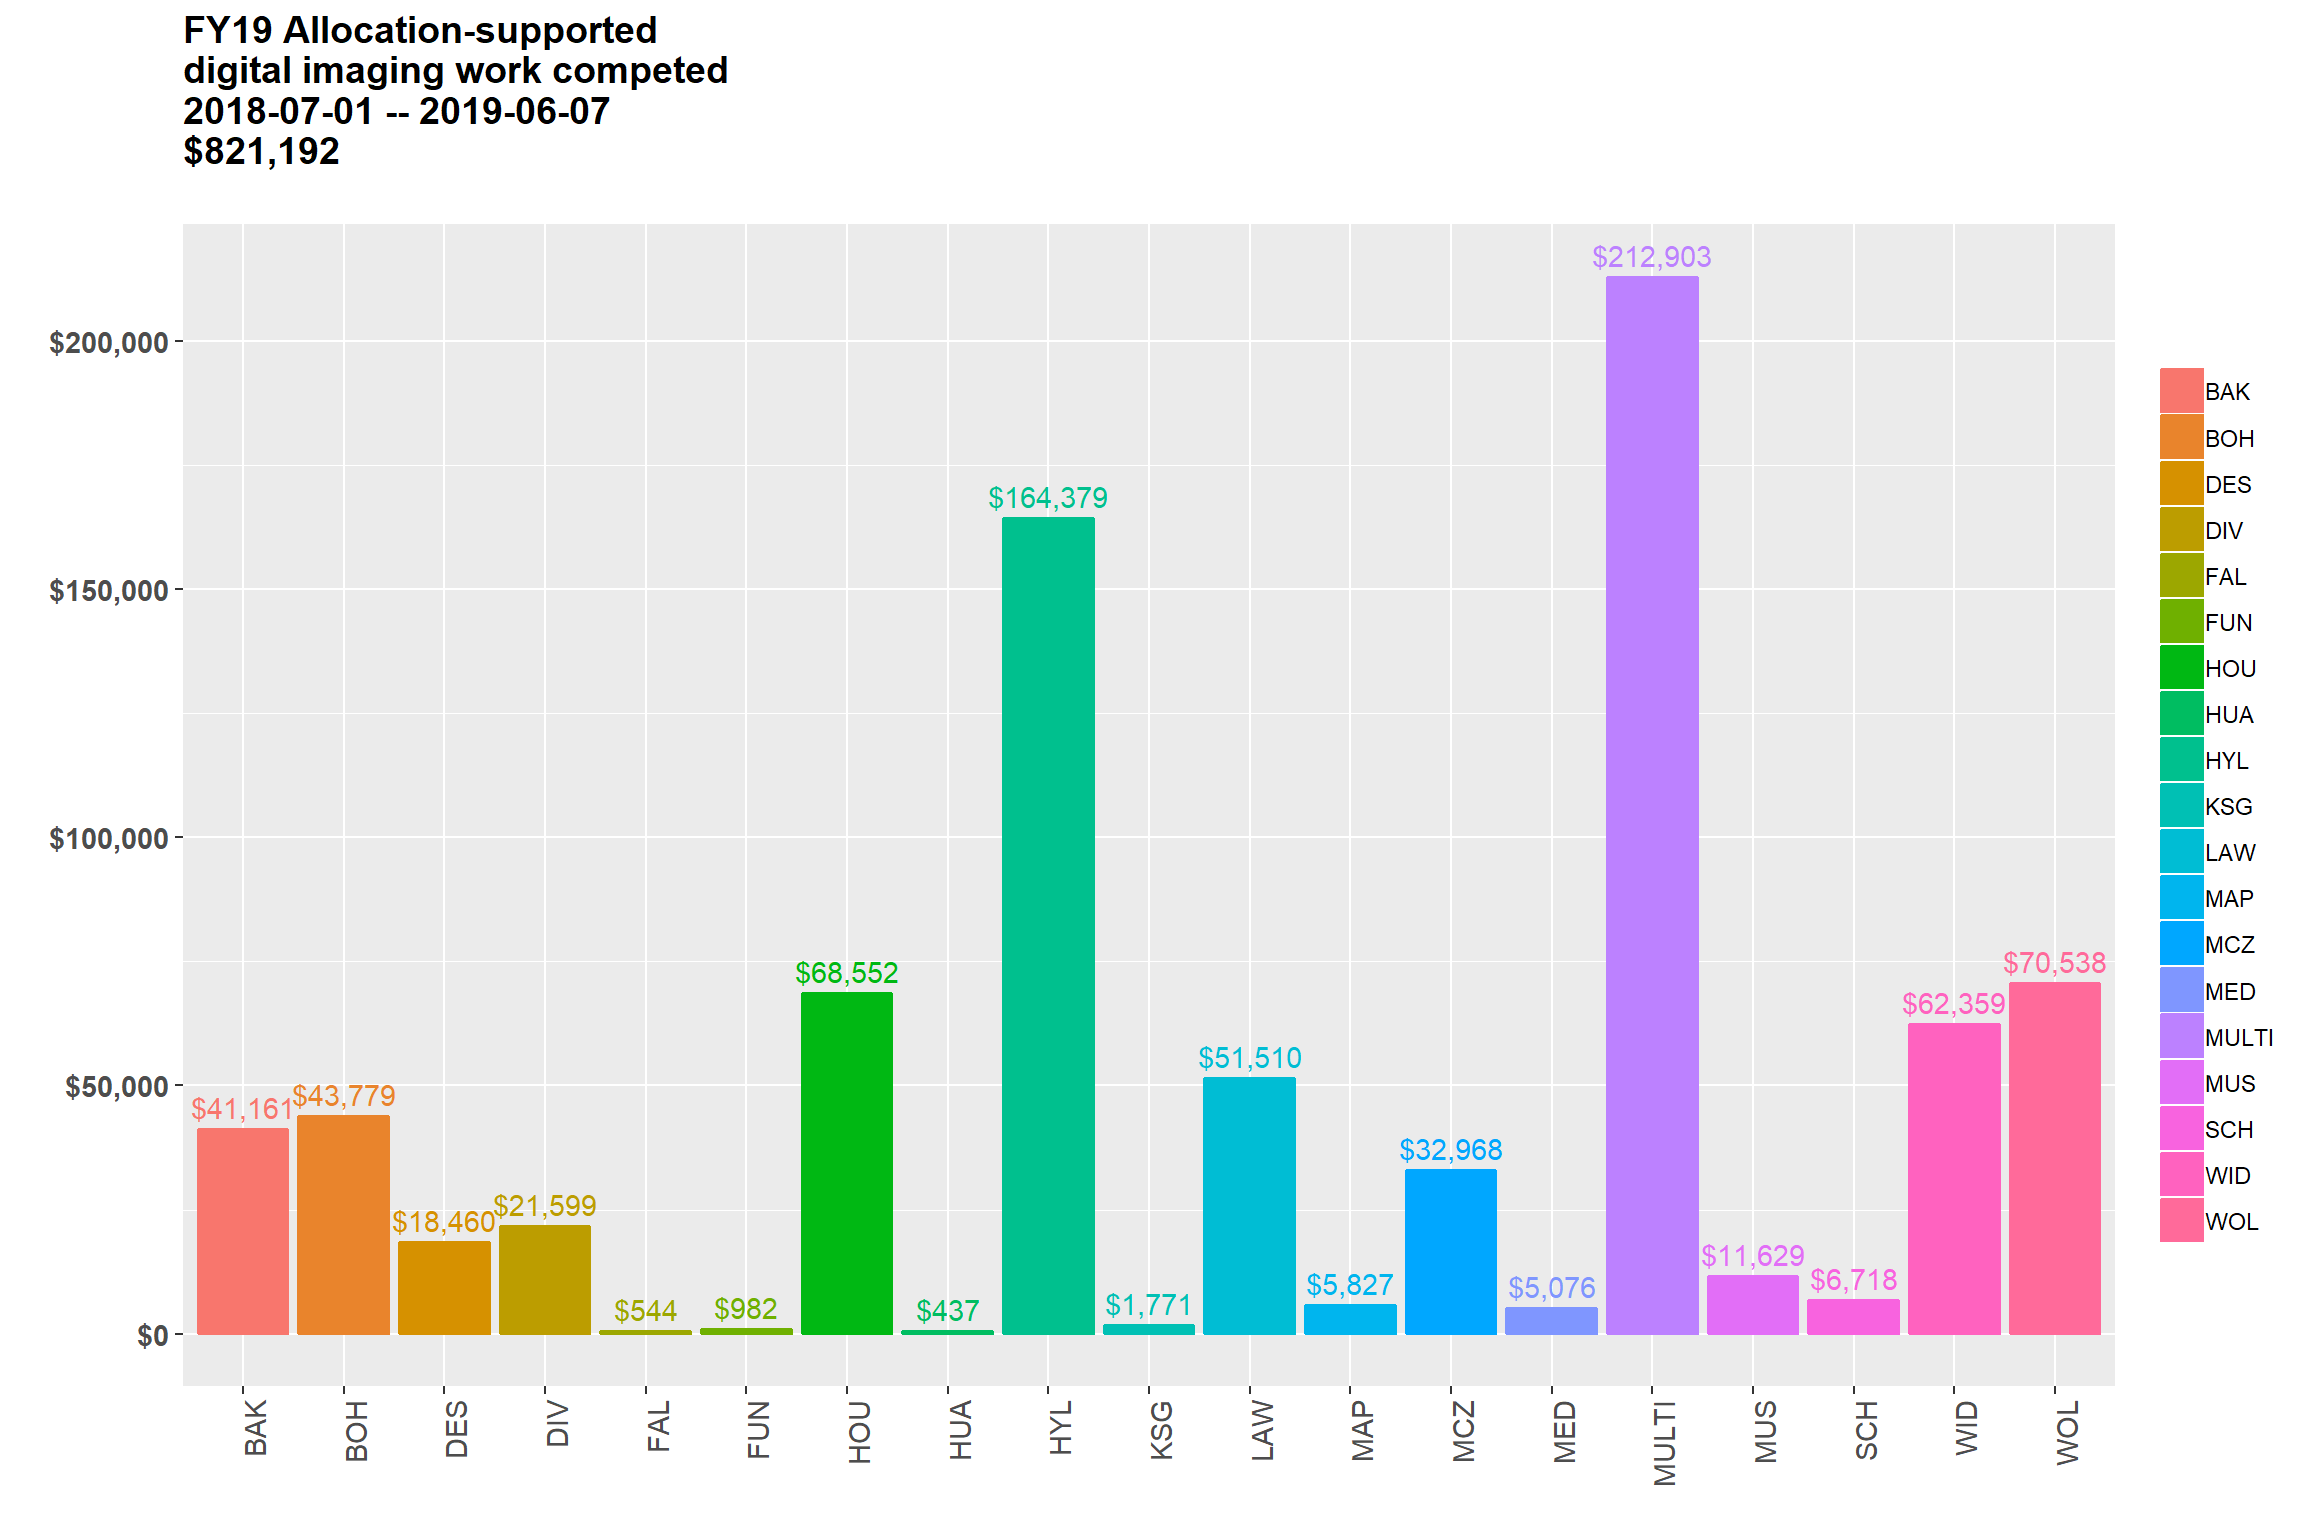 FY19 Allocation-supported
digital imaging work competed
2018-07-01 -- 2019-06-07
$821,192
$212,903
$200,000
$164,379
$150,000
$100,000
$68,552
$70,538
$62,359
$51,510
$50,000
$41,161
$43,779
$32,968
$18,460
$21,599
$544
$982
$437
$1,771
$5,827
$5,076
$11,629
$6,718
$0
BAK
BOH
DES
DIV
FAL
FUN
HOU
HUA
HYL
KSG
LAW
MAP
MCZ
MED
MULTI
MUS
SCH
WID
WOL
BAK
BOH
DES
DIV
FAL
FUN
HOU
HUA
HYL
KSG
LAW
MAP
MCZ
MED
MULTI
MUS
SCH
WID
WOL